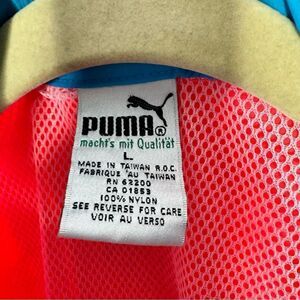 PUMA®
macht's mit Qualität
L
MADE IN TAIWAN R.O.C.
FABRIQUE AU TAIWAN
RN 62200
CA 01853
100% NYLON
SEE REVERSE FOR CARE
VOIR AU VERSO